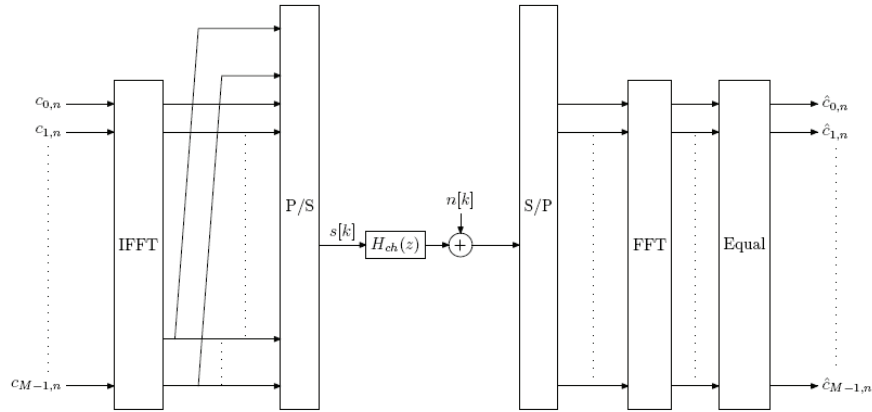 c_{0,n}
c_{1,n}
c_{M-1,n}
IFFT
P/S
s[k]
H_{ch}(z)
n[k]
+
S/P
FFT
Equal
ĉ_{0,n}
ĉ_{1,n}
ĉ_{M-1,n}